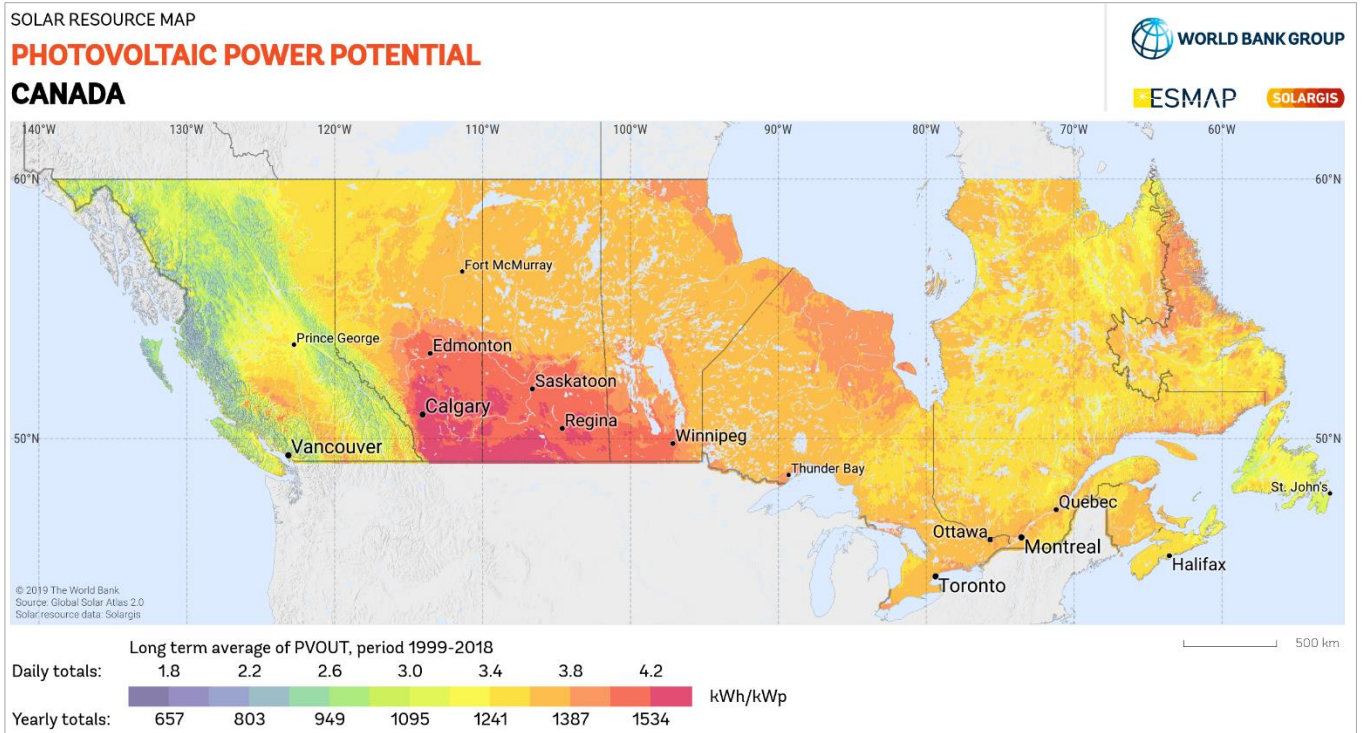 SOLAR RESOURCE MAP
PHOTOVOLTAIC POWER POTENTIAL
CANADA
WORLD BANK GROUP
ESMAP
SOLARGIS
140°W 130°W 120°W 110°W 100°W 90°W 80°W 70°W 60°W
60°N 60°N
Fort McMurray
Prince George
Edmonton
Saskatoon
Calgary
Regina
50°N 50°N
Vancouver
Winnipeg
Thunder Bay
St. John's
Quebec
Ottawa
Montreal
Halifax
Toronto
© 2019 The World Bank
Source: Global Solar Atlas 2.0
Solar resource data: Solargis
500 km
Long term average of PVOUT, period 1999-2018
Daily totals: 1.8 2.2 2.6 3.0 3.4 3.8 4.2
kWh/kWp
Yearly totals: 657 803 949 1095 1241 1387 1534